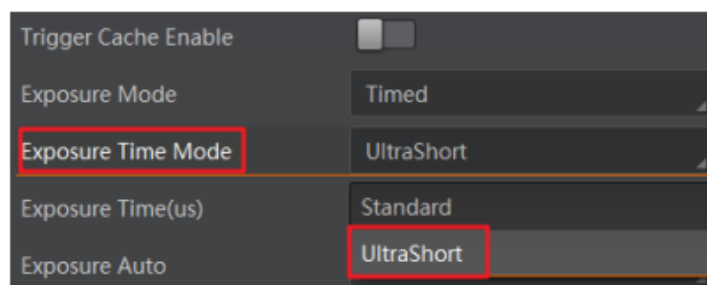 Trigger Cache Enable
Exposure Mode Timed
Exposure Time Mode UltraShort
Exposure Time(us) Standard
UltraShort
Exposure Auto